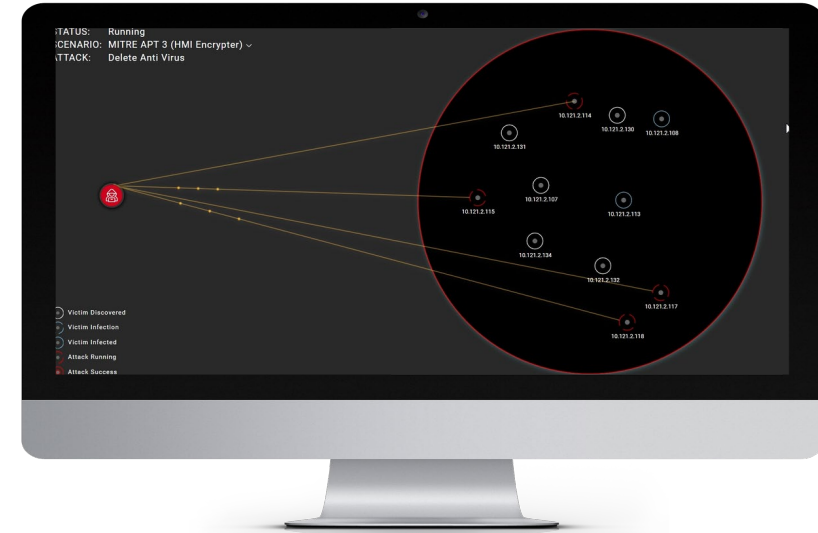 STATUS: Running
SCENARIO: MITRE APT 3 (HMI Encrypter)
ATTACK: Delete Anti Virus
10.121.2.114
10.121.2.130
10.121.2.108
10.121.2.131
10.121.2.107
10.121.2.115
10.121.2.113
10.121.2.134
10.121.2.132
10.121.2.117
10.121.2.118
Victim Discovered
Victim Infection
Victim Infected
Attack Running
Attack Success